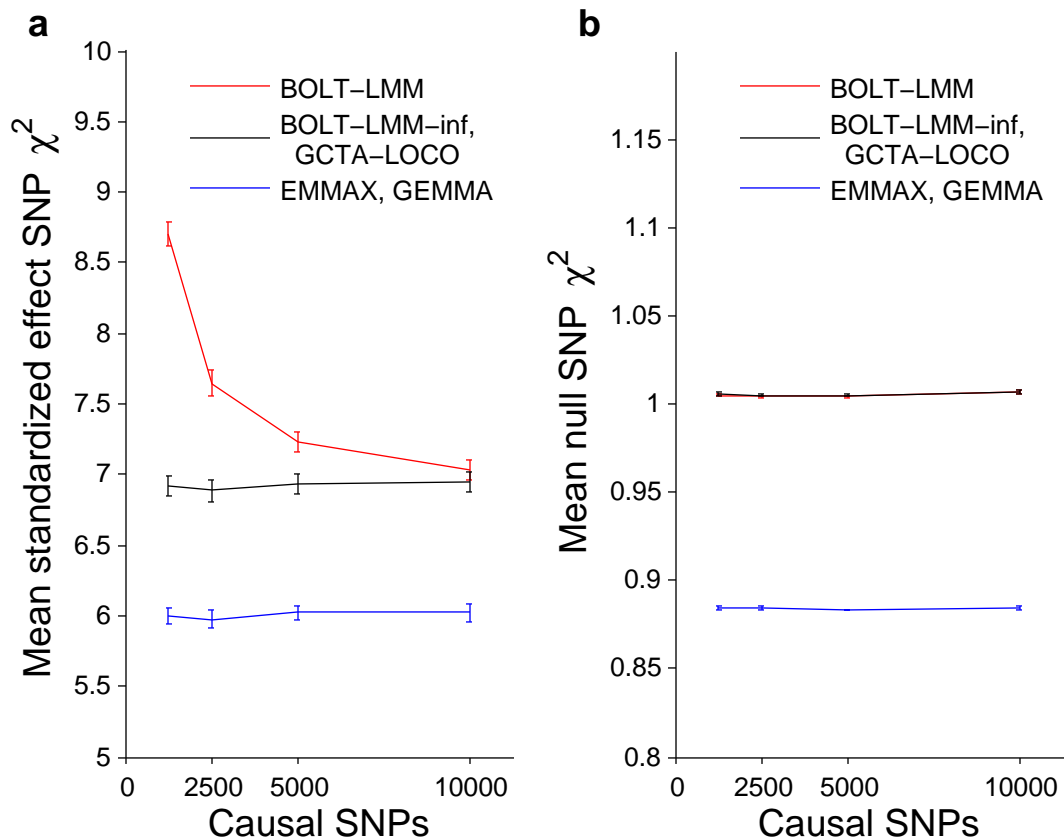 a
Mean standardized effect SNP χ²
10
9.5
9
8.5
8
7.5
7
6.5
6
5.5
5
BOLT–LMM
BOLT–LMM–inf,
GCTA–LOCO
EMMAX, GEMMA
0 2500 5000 10000
Causal SNPs
b
Mean null SNP χ²
1.15
1.1
1.05
1
0.95
0.9
0.85
0.8
BOLT–LMM
BOLT–LMM–inf,
GCTA–LOCO
EMMAX, GEMMA
0 2500 5000 10000
Causal SNPs